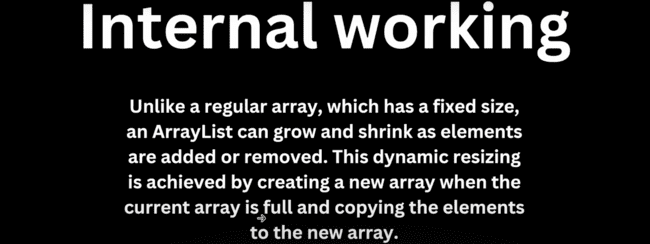 Internal working
Unlike a regular array, which has a fixed size,
an ArrayList can grow and shrink as elements
are added or removed. This dynamic resizing
is achieved by creating a new array when the
current array is full and copying the elements
to the new array.